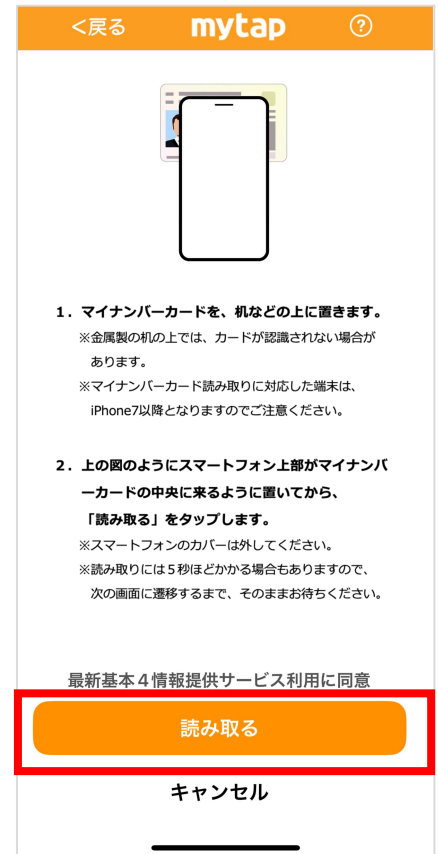 <戻る mytap ?
1．マイナンバーカードを、机などの上に置きます。
※金属製の机の上では、カードが認識されない場合が
あります。
※マイナンバーカード読み取りに対応した端末は、
iPhone7以降となりますのでご注意ください。
2．上の図のようにスマートフォン上部がマイナンバ
ーカードの中央に来るように置いてから、
「読み取る」をタップします。
※スマートフォンのカバーは外してください。
※読み取りには5秒ほどかかる場合もありますので、
次の画面に遷移するまで、そのままお待ちください。
最新基本4情報提供サービス利用に同意
読み取る
キャンセル